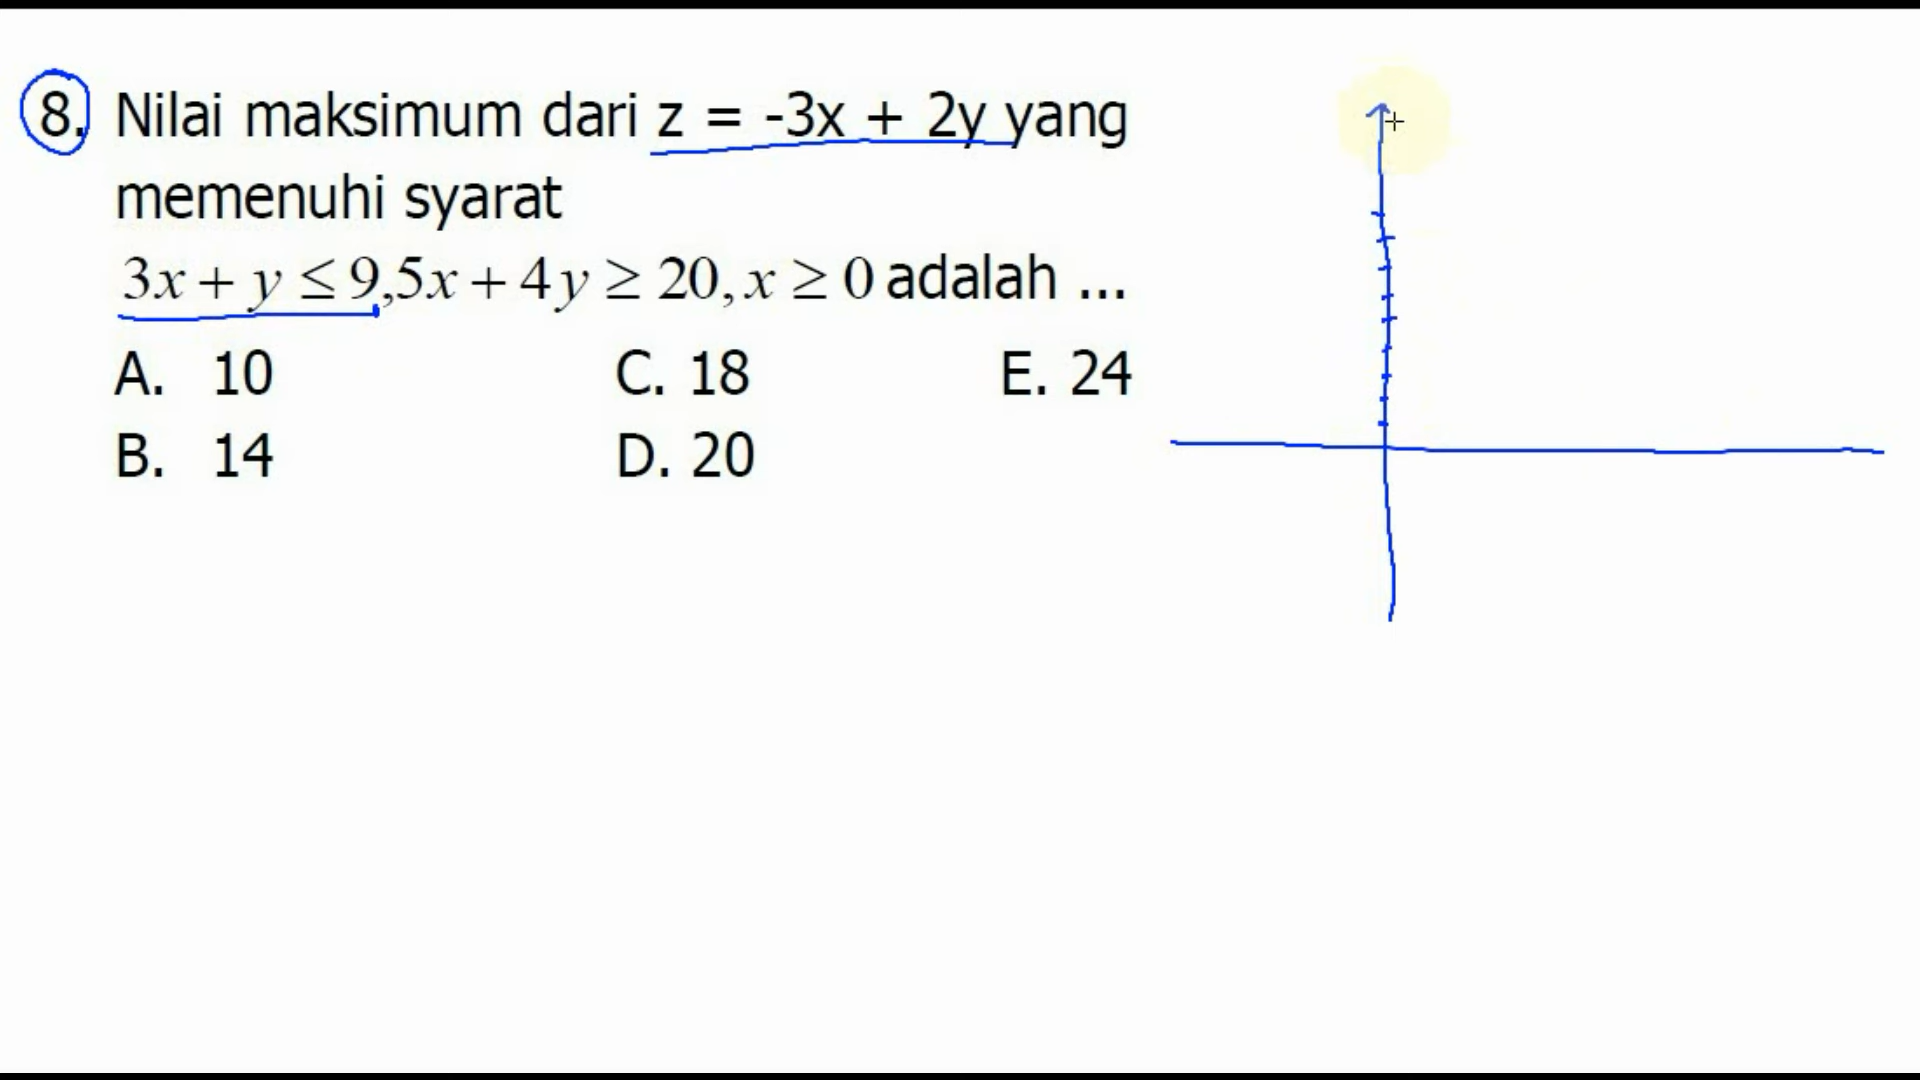 8. Nilai maksimum dari z = -3x + 2y yang
memenuhi syarat
3x + y ≤ 9,5x + 4y ≥ 20, x ≥ 0 adalah ...
A. 10 C. 18 E. 24
B. 14 D. 20